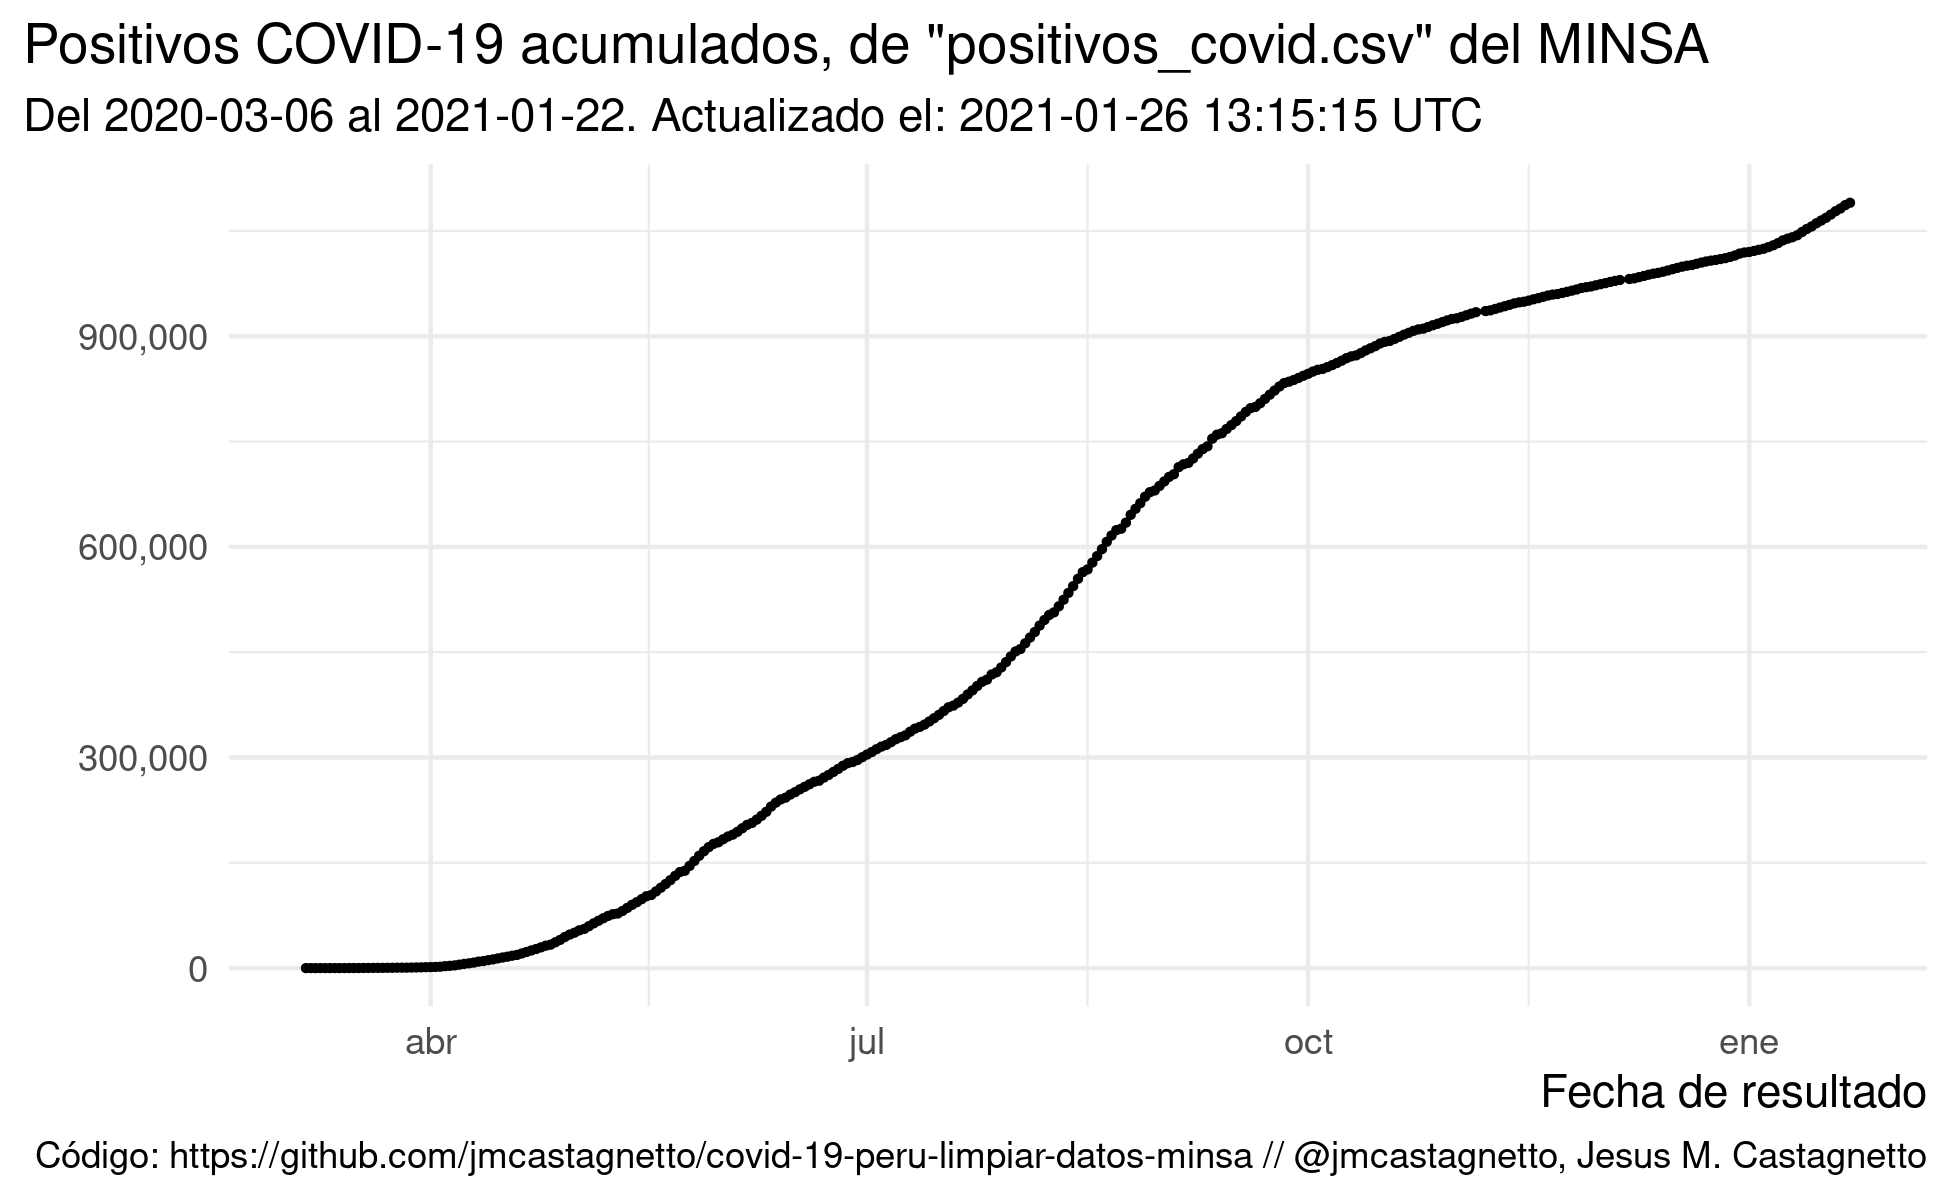 Positivos COVID-19 acumulados, de "positivos_covid.csv" del MINSA
Del 2020-03-06 al 2021-01-22. Actualizado el: 2021-01-26 13:15:15 UTC
900,000
600,000
300,000
0
abr jul oct ene
Fecha de resultado
Código: https://github.com/jmcastagnetto/covid-19-peru-limpiar-datos-minsa // @jmcastagnetto, Jesus M. Castagnetto